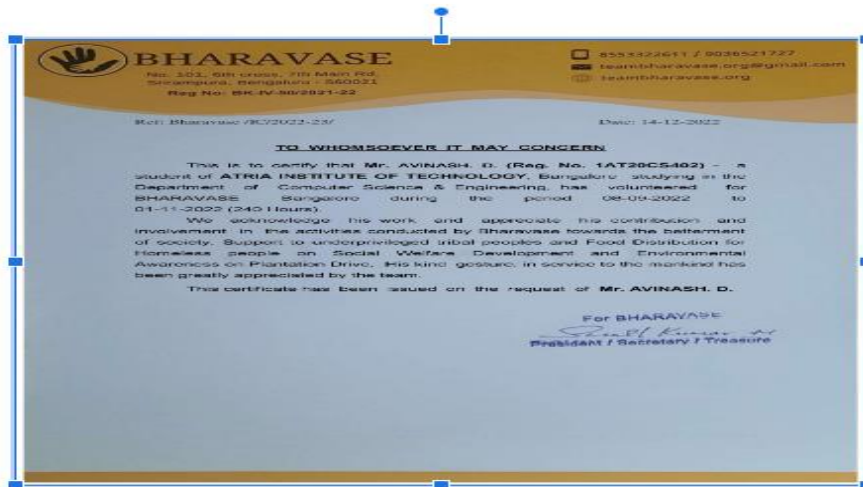 BHARAVASE
No. 101, 6th cross, 7th Main Rd,
Srirampura, Bengaluru - 560021
Reg No: BK-IV-50/2021-22
8553322611 / 9036521727
teambharavase.org@gmail.com
teambharavase.org
Ref: Bharavase /IC/2022-23/
Date: 14-12-2022
TO WHOMSOEVER IT MAY CONCERN
This is to certify that Mr. AVINASH. D. (Reg. No. 1AT20CS402) – a
student of ATRIA INSTITUTE OF TECHNOLOGY, Bangalore studying in the
Department of Computer Science & Engineering, has volunteered for
BHARAVASE Bangalore during the period 08-09-2022 to
01-11-2022 (240 Hours).
We acknowledge his work and appreciate his contribution and
involvement in the activities conducted by Bharavase towards the betterment
of society. Support to underprivileged tribal peoples and Food Distribution for
Homeless people on Social Welfare Development and Environmental
Awareness on Plantation Drive. His kind gesture, in service to the mankind has
been greatly appreciated by the team.
This certificate has been issued on the request of Mr. AVINASH. D.
For BHARAVASE
President / Secretary / Treasure